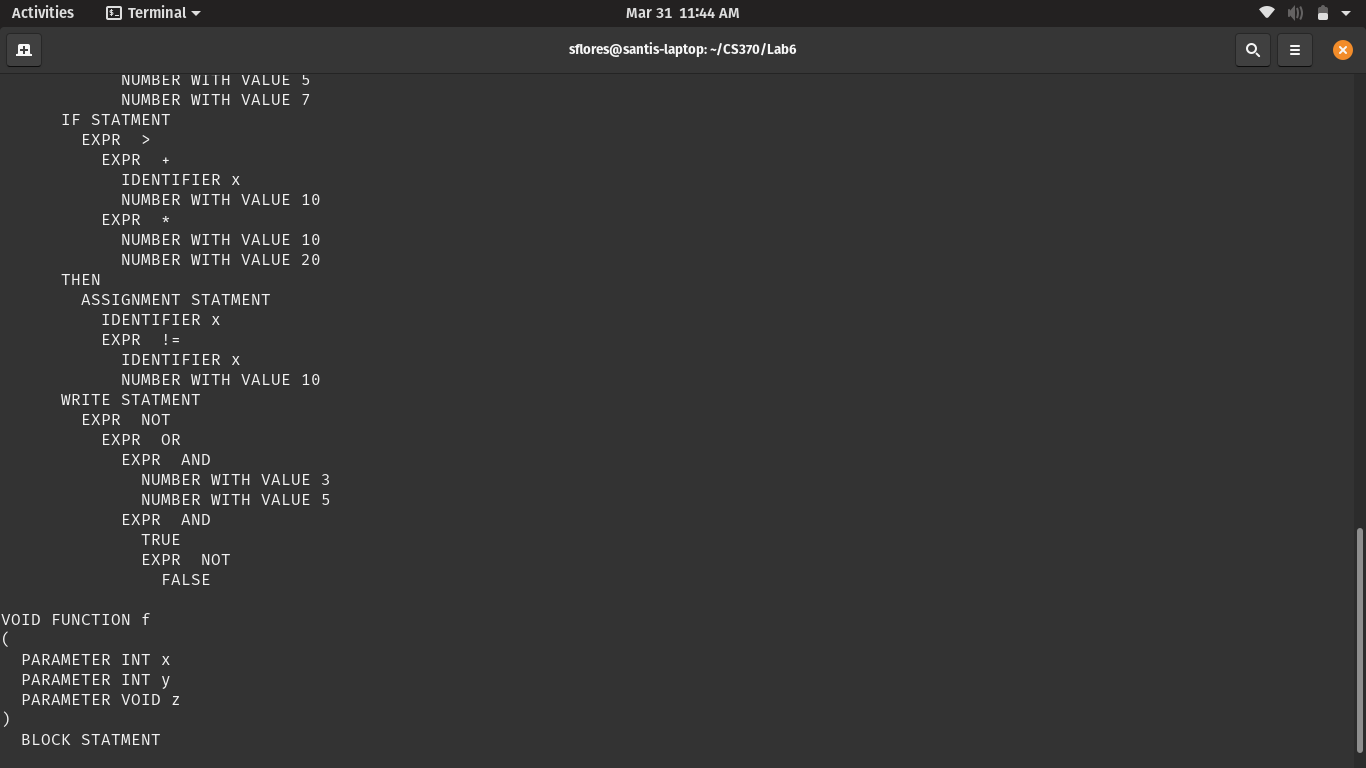 Activities Terminal Mar 31 11:44 AM
sflores@santis-laptop: ~/CS370/Lab6
NUMBER WITH VALUE 5
NUMBER WITH VALUE 7
IF STATMENT
EXPR  >
EXPR  +
IDENTIFIER x
NUMBER WITH VALUE 10
EXPR  *
NUMBER WITH VALUE 10
NUMBER WITH VALUE 20
THEN
ASSIGNMENT STATMENT
IDENTIFIER x
EXPR  !=
IDENTIFIER x
NUMBER WITH VALUE 10
WRITE STATMENT
EXPR  NOT
EXPR  OR
EXPR  AND
NUMBER WITH VALUE 3
NUMBER WITH VALUE 5
EXPR  AND
TRUE
EXPR  NOT
FALSE
VOID FUNCTION f
(
PARAMETER INT x
PARAMETER INT y
PARAMETER VOID z
)
BLOCK STATMENT